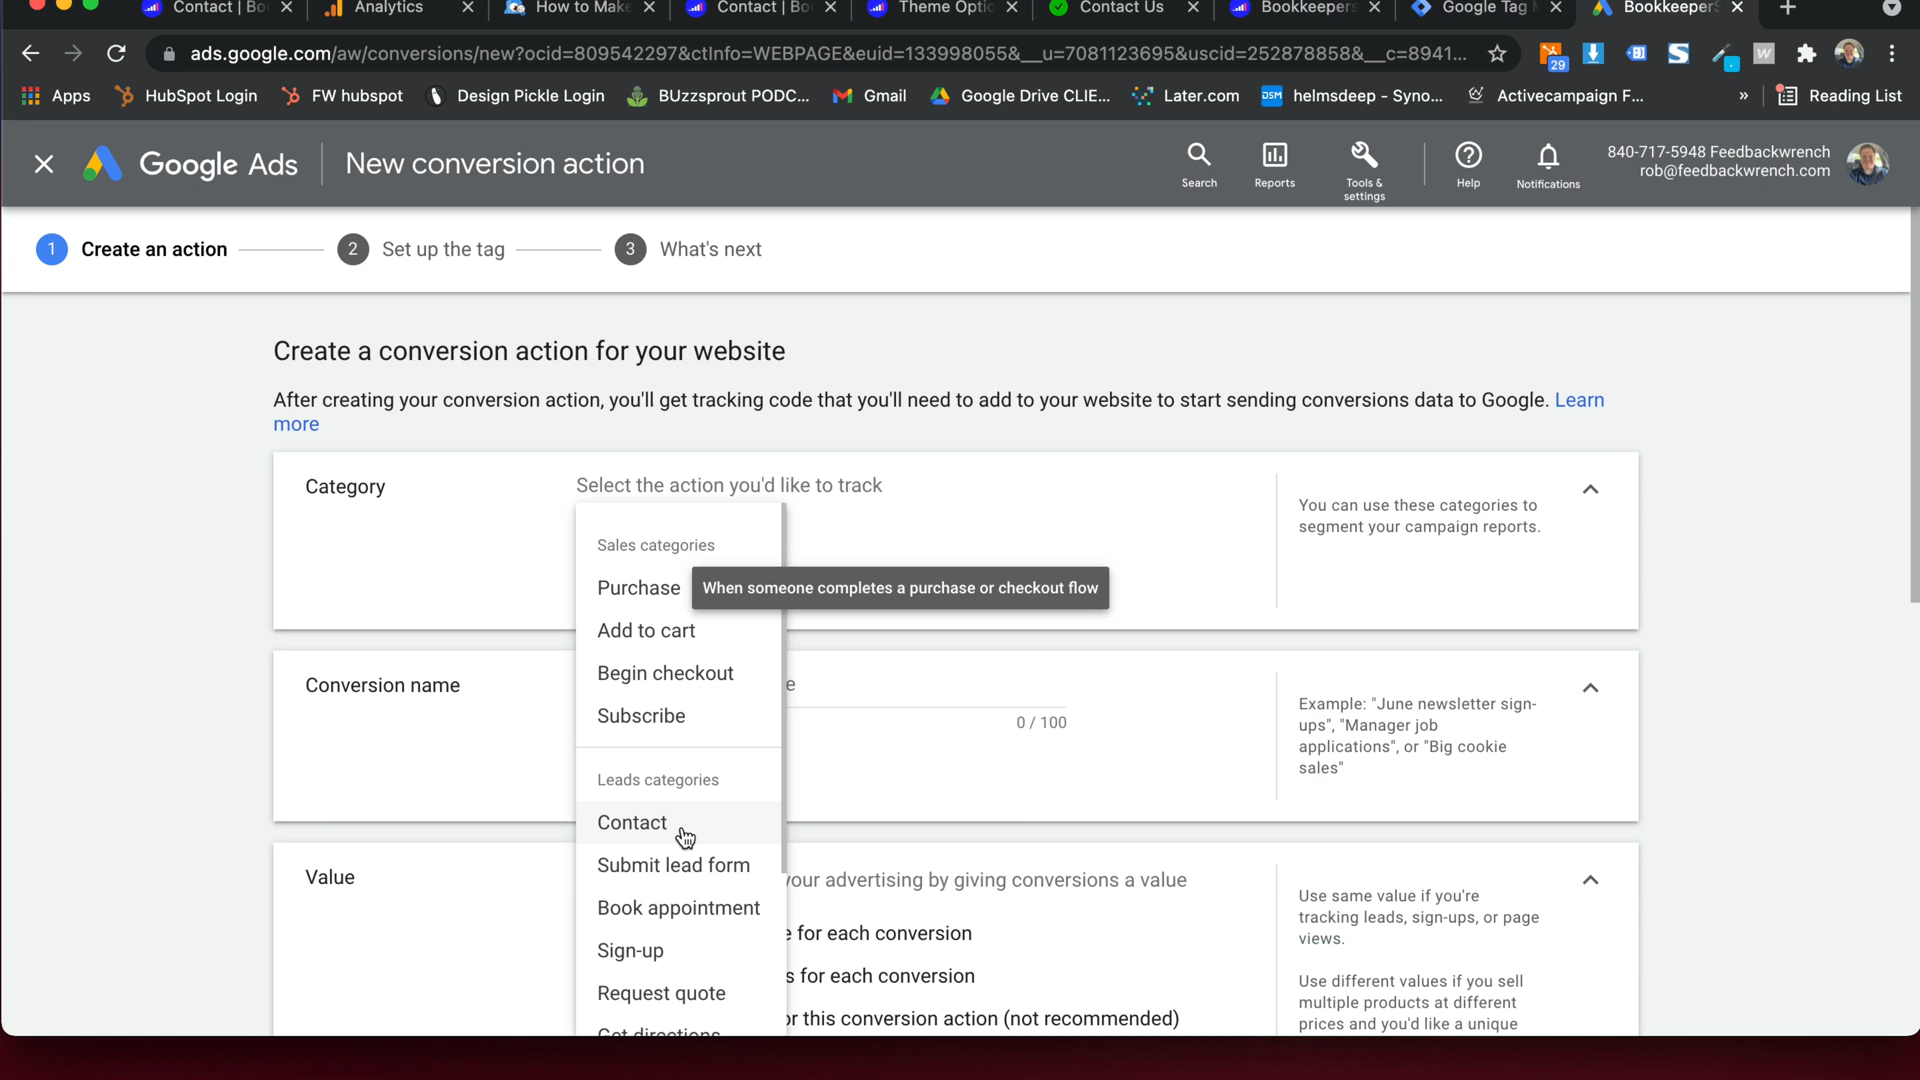 Contact | Bo
Analytics
How to Make
Contact | Bo
Theme Optio
Contact Us
Bookkeepers
Google Tag
BookkeeperS
ads.google.com/aw/conversions/new?ocid=809542297&ctInfo=WEBPAGE&euid=133998055&__u=7081123695&uscid=252878858&__c=8941...
29
Apps
HubSpot Login
FW hubspot
Design Pickle Login
BUzzsprout PODC...
Gmail
Google Drive CLIE...
Later.com
DSM
helmsdeep - Syno...
Activecampaign F...
»
Reading List
Google Ads
New conversion action
Search
Reports
Tools &
settings
Help
Notifications
840-717-5948 Feedbackwrench
rob@feedbackwrench.com
1 Create an action
2 Set up the tag
3 What's next
Create a conversion action for your website
After creating your conversion action, you'll get tracking code that you'll need to add to your website to start sending conversions data to Google. Learn
more
Category
Select the action you'd like to track
You can use these categories to
segment your campaign reports.
Sales categories
Purchase
When someone completes a purchase or checkout flow
Add to cart
Begin checkout
Subscribe
Leads categories
Contact
Submit lead form
Book appointment
Sign-up
Request quote
Get directions
Conversion name
e
0 / 100
Example: "June newsletter sign-
ups", "Manager job
applications", or "Big cookie
sales"
Value
your advertising by giving conversions a value
e for each conversion
s for each conversion
or this conversion action (not recommended)
Use same value if you're
tracking leads, sign-ups, or page
views.
Use different values if you sell
multiple products at different
prices and you'd like a unique